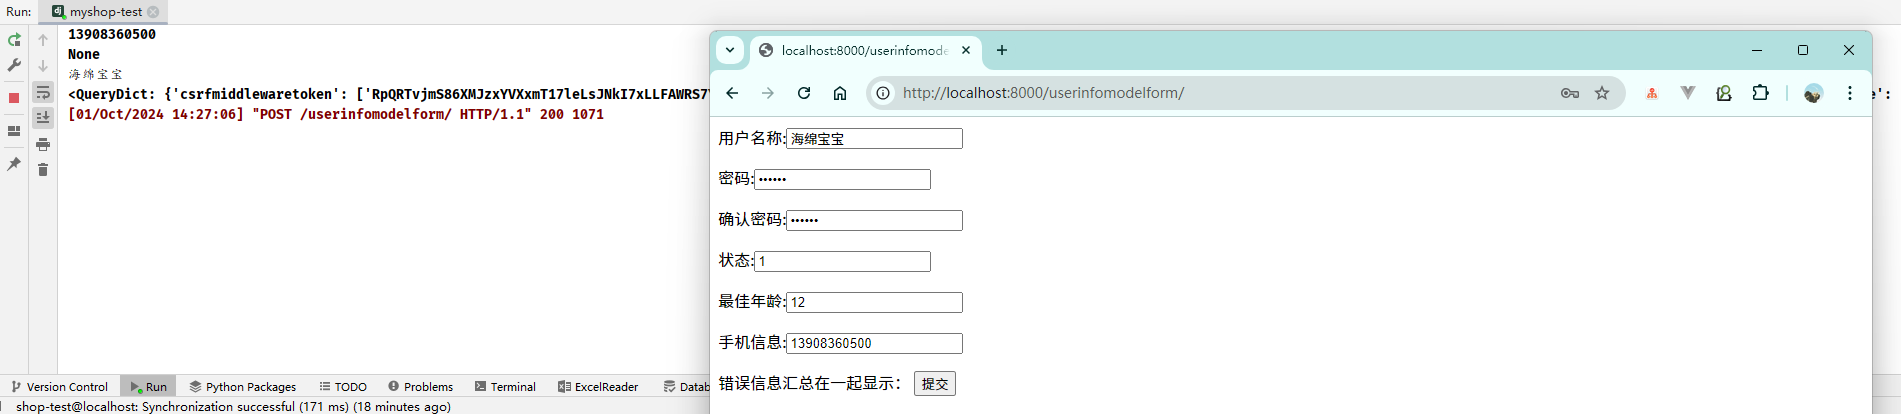 Run: myshop-test
13908360500
None
海绵宝宝
<QueryDict: {'csrfmiddlewaretoken': ['RpQRTvjmS86XMJzxYVXxmT17leLsJNkI7xLLFAWRS7
[01/Oct/2024 14:27:06] "POST /userinfomodelform/ HTTP/1.1" 200 1071
localhost:8000/userinfomode
http://localhost:8000/userinfomodelform/
用户名称:海绵宝宝
密码:••••••
确认密码:••••••
状态:1
最佳年龄:12
手机信息:13908360500
错误信息汇总在一起显示： 提交
Version Control Run Python Packages TODO Problems Terminal ExcelReader Datab
shop-test@localhost: Synchronization successful (171 ms) (18 minutes ago)